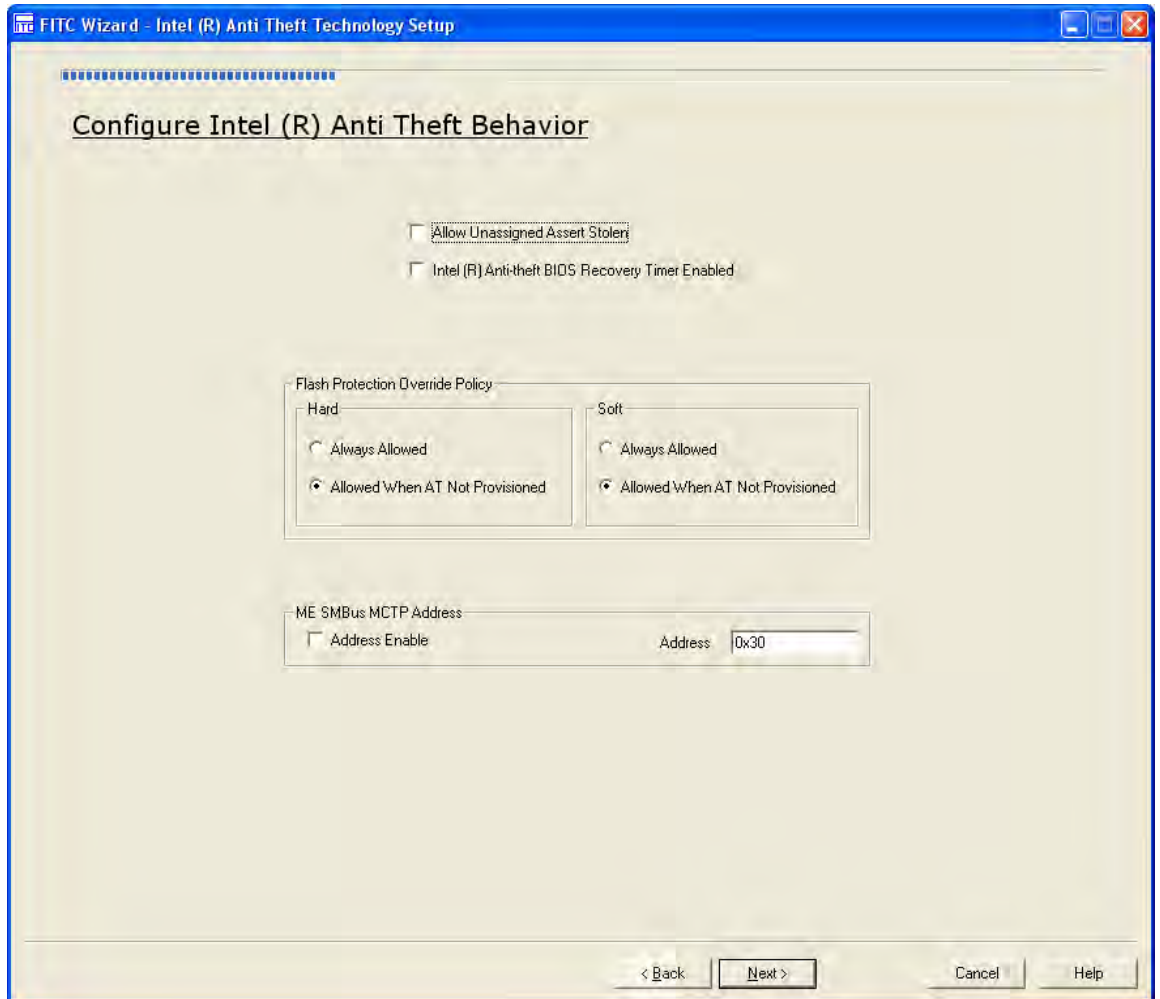 FITC Wizard - Intel (R) Anti Theft Technology Setup
Configure Intel (R) Anti Theft Behavior
Allow Unassigned Assert Stolen
Intel (R) Anti-theft BIOS Recovery Timer Enabled
Flash Protection Override Policy
Hard
Always Allowed
Allowed When AT Not Provisioned
Soft
Always Allowed
Allowed When AT Not Provisioned
ME SMBus MCTP Address
Address Enable
Address 0x30
< Back
Next >
Cancel
Help